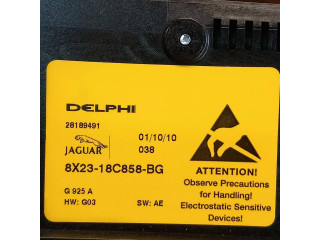 DELPHI
28189491
JAGUAR
01/10/10
038
8X23-18C858-BG
G 925 A
HW: G03 SW: AE
ATTENTION!
Observe Precautions
for Handling!
Electrostatic Sensitive
Devices!